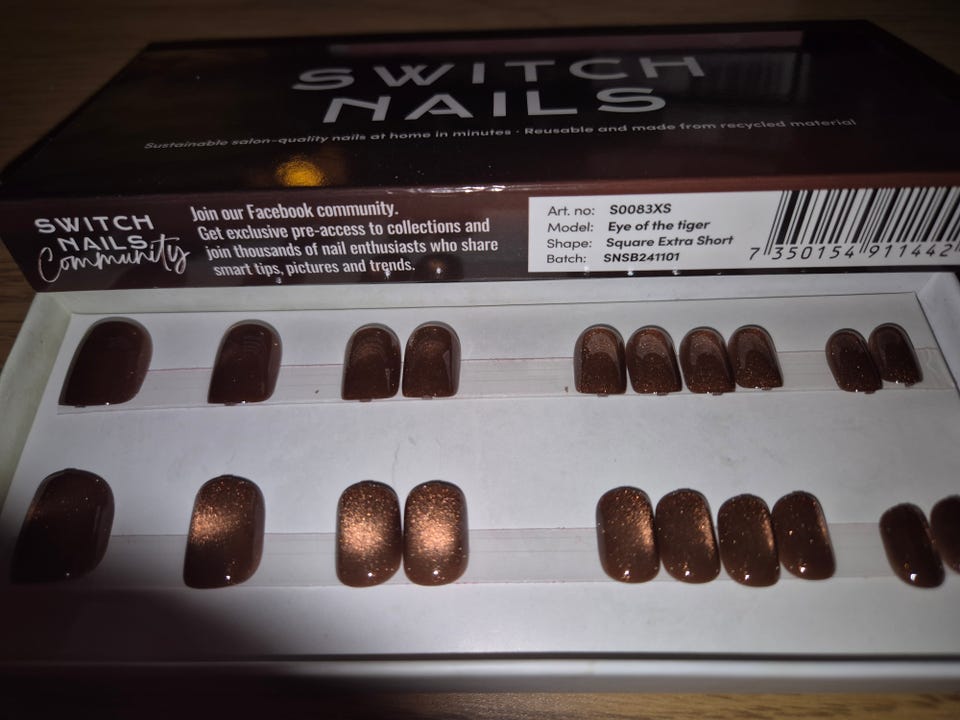 SWITCH
NAILS
Sustainable salon-quality nails at home in minutes · Reusable and made from recycled material
SWITCH
NAILS
Community
Join our Facebook community.
Get exclusive pre-access to collections and
join thousands of nail enthusiasts who share
smart tips, pictures and trends.
Art. no: S0083XS
Model: Eye of the tiger
Shape: Square Extra Short
Batch: SNSB241101
7 350154 911442